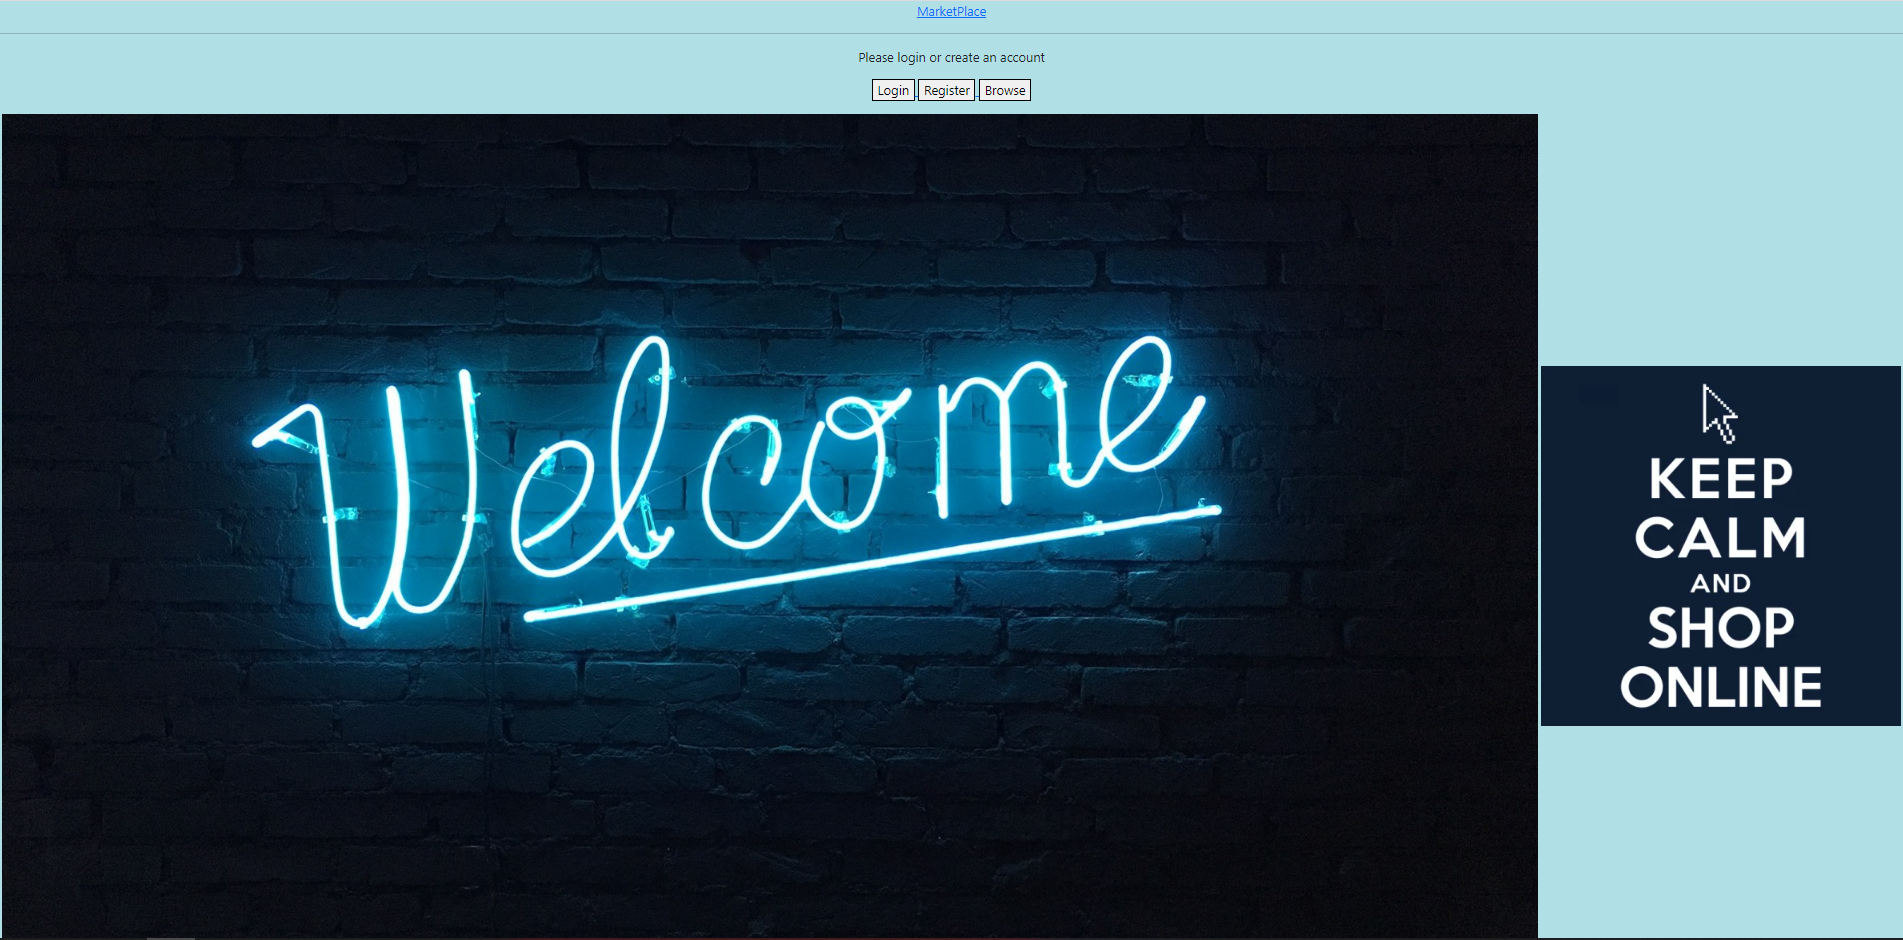 MarketPlace
Please login or create an account
Login Register Browse
Welcome
KEEP
CALM
AND
SHOP
ONLINE